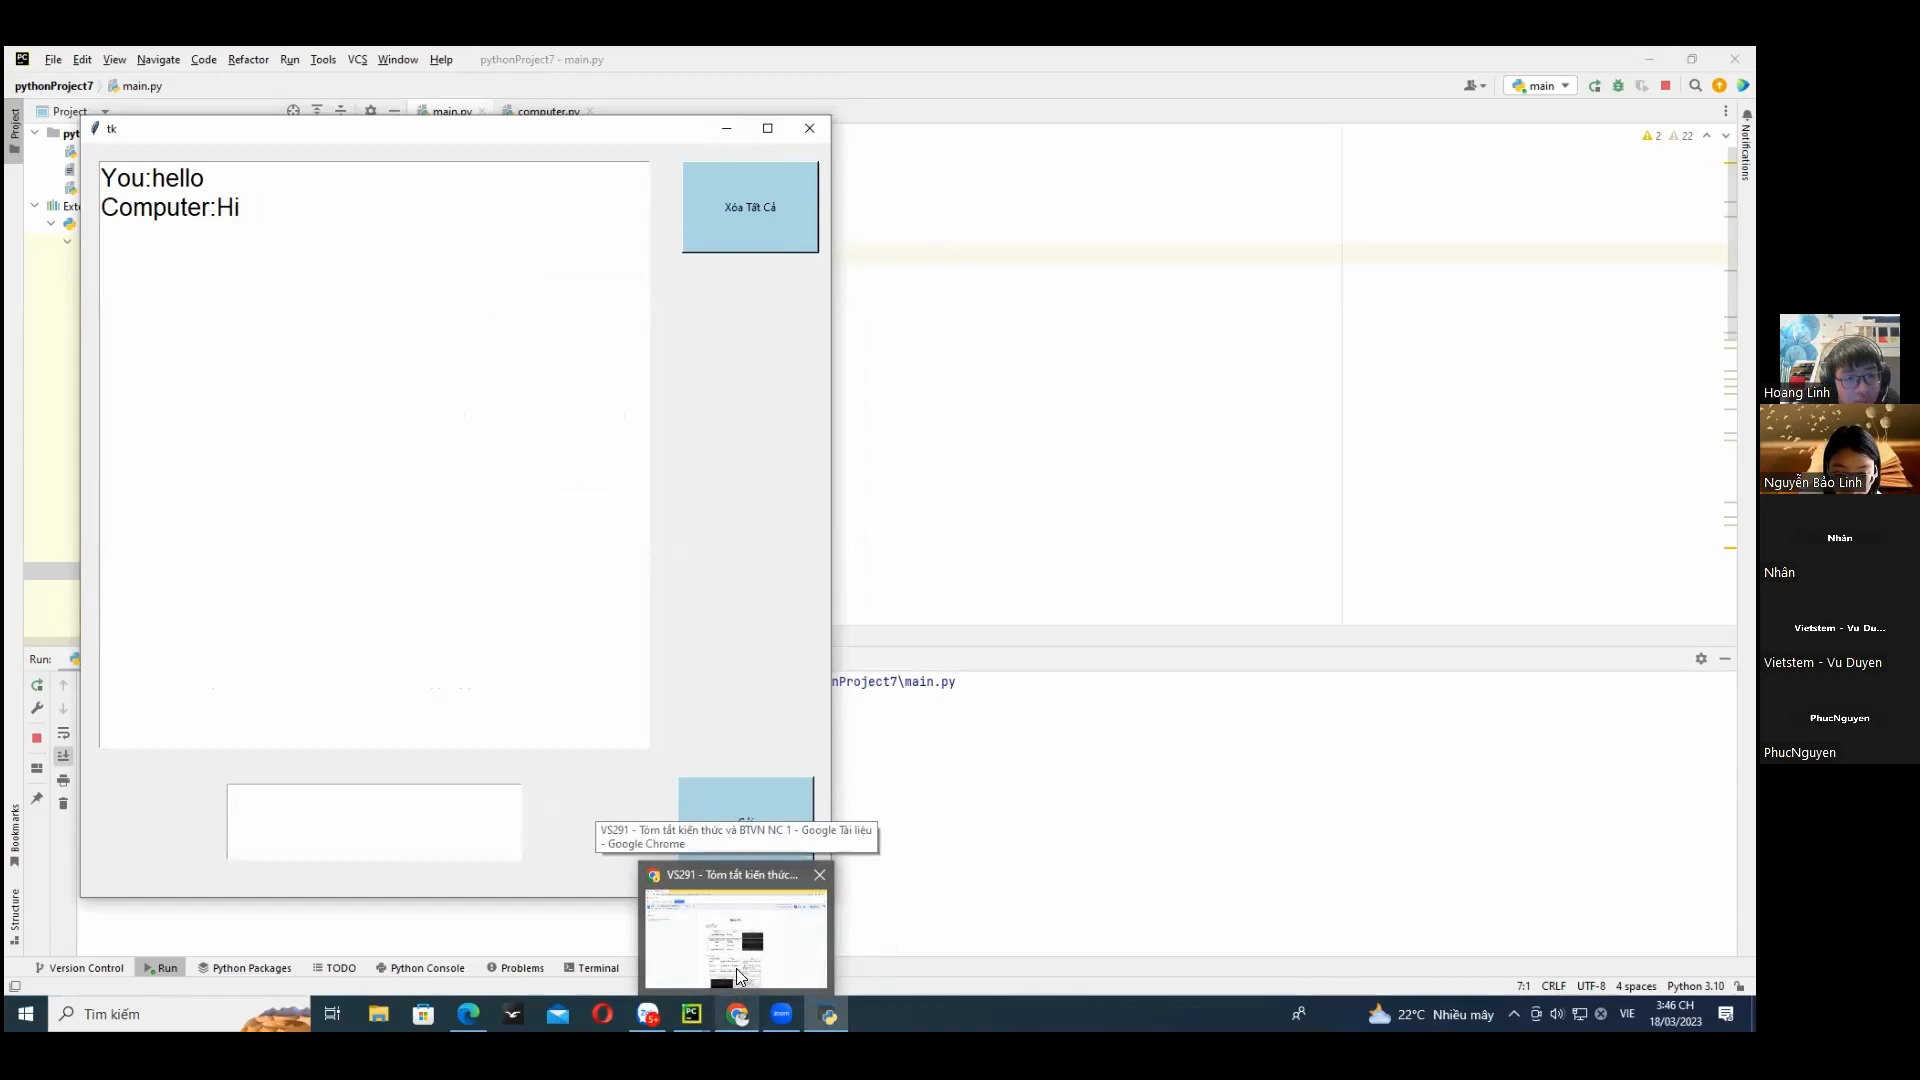 File Edit View Navigate Code Refactor Run Tools VCS Window Help pythonProject7 - main.py
pythonProject7 main.py
main
Project main.py computer.py
tk
2 22
You:hello
Computer:Hi
Xóa Tất Cả
Project
Notifications
Ext
Run:
nProject7\main.py
VS291 - Tóm tắt kiến thức và BTVN NC 1 - Google Tài liệu
- Google Chrome
VS291 - Tóm tắt kiến thức...
Bookmarks
Structure
Version Control Run Python Packages TODO Python Console Problems Terminal
7:1 CRLF UTF-8 4 spaces Python 3.10
Tìm kiếm
5+
PC
zoom
22°C Nhiều mây
VIE
3:46 CH
18/03/2023
Hoang Linh
Nguyễn Bảo Linh
Nhân
Nhân
Vietstem - Vu Du...
Vietstem - Vu Duyen
PhucNguyen
PhucNguyen